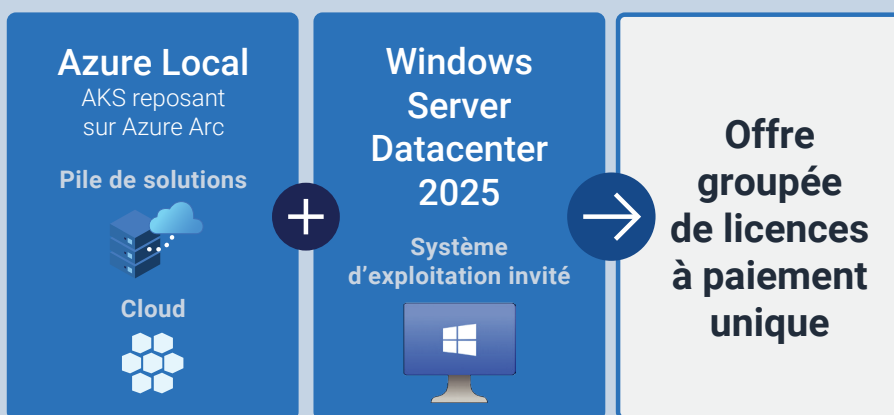 Azure Local
AKS reposant
sur Azure Arc
Pile de solutions
Cloud
Windows
Server
Datacenter
2025
Système
d’exploitation invité
Offre
groupée
de licences
à paiement
unique